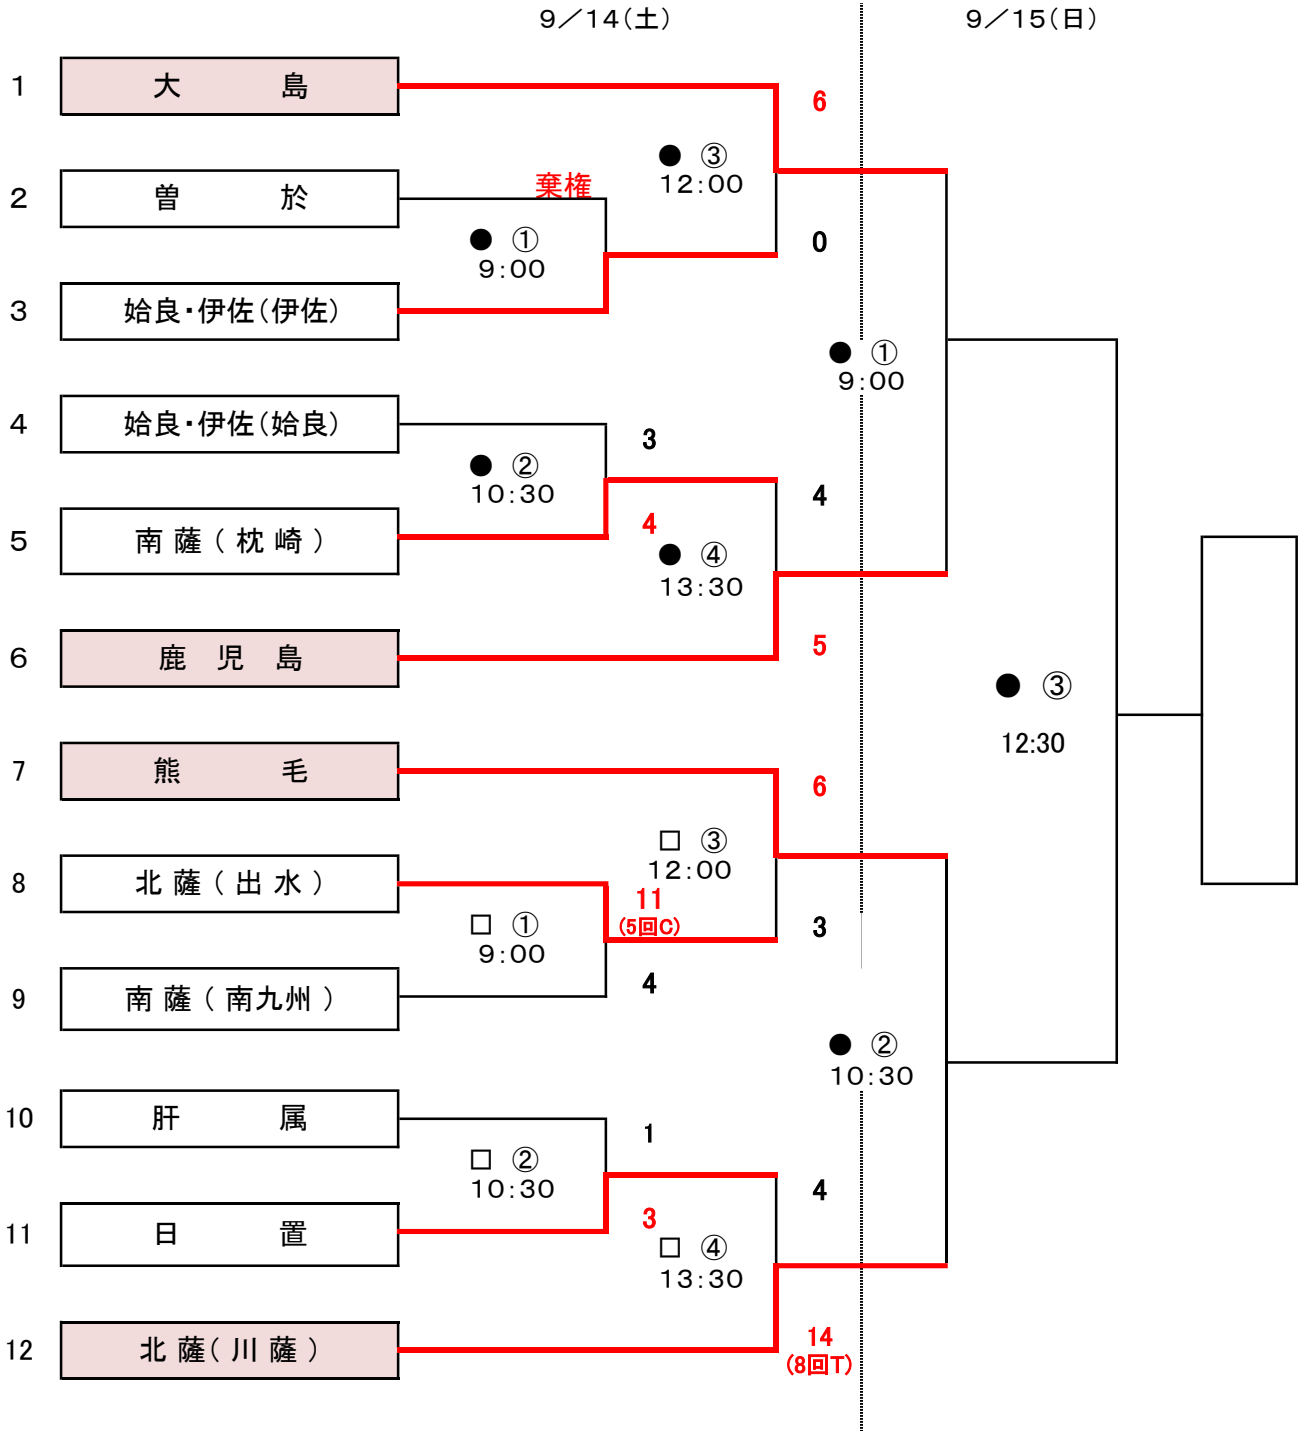 9／14(土)
9／15(日)
1
大島
6
● ③
12:00
2
曽於
棄権
● ①
9:00
0
3
姶良・伊佐(伊佐)
● ①
9:00
4
姶良・伊佐(姶良)
3
● ②
10:30
4
5
南薩(枕崎)
4
● ④
13:30
6
鹿児島
5
● ③
12:30
7
熊毛
6
□ ③
12:00
8
北薩(出水)
11
(5回C)
□ ①
9:00
3
9
南薩(南九州)
4
● ②
10:30
10
肝属
1
□ ②
10:30
4
11
日置
3
□ ④
13:30
12
北薩(川薩)
14
(8回T)